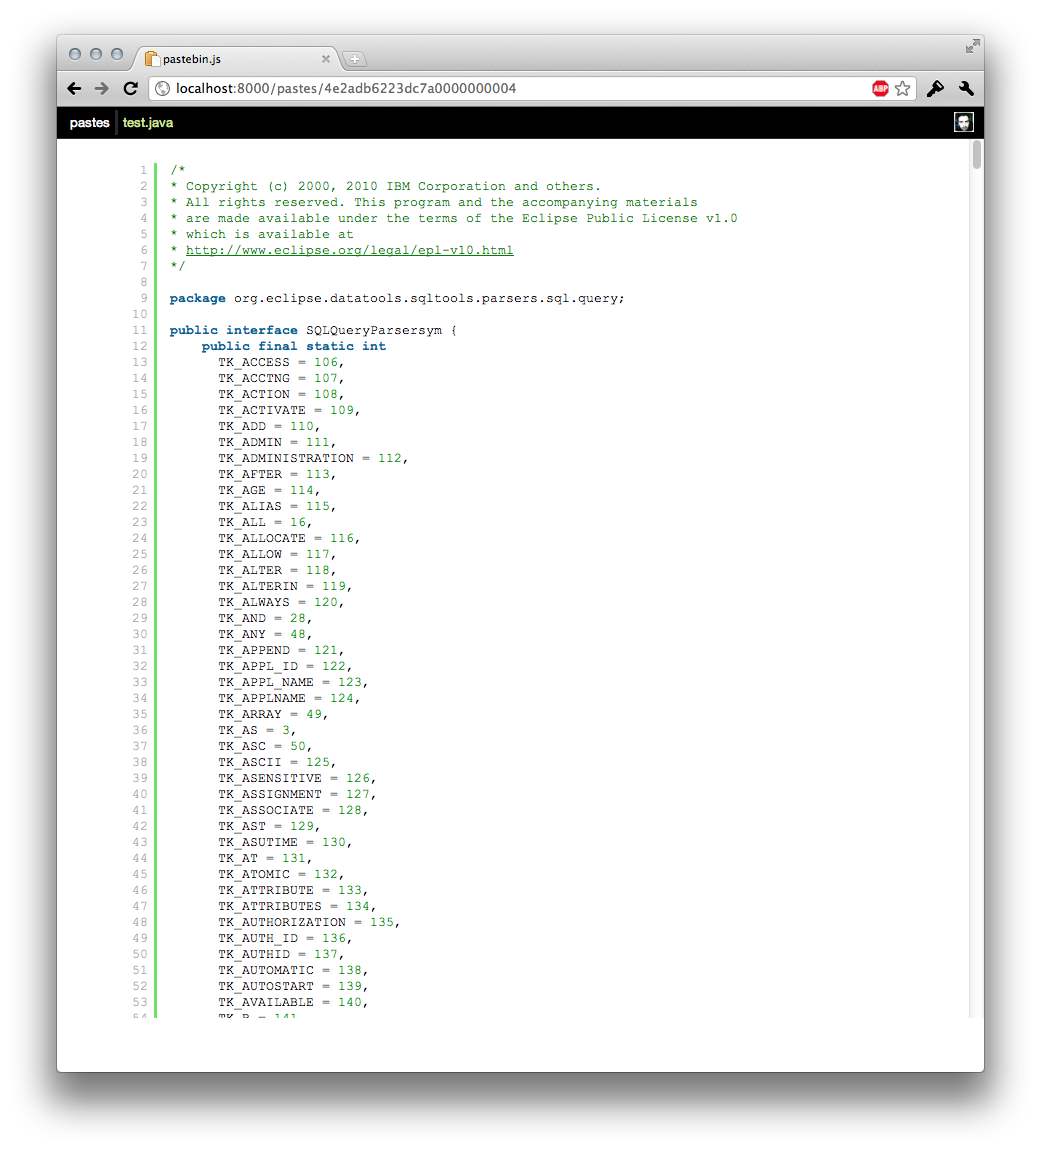 pastebin.js
localhost:8000/pastes/4e2adb6223dc7a0000000004
ABP
pastes test.java
1 /*
2 * Copyright (c) 2000, 2010 IBM Corporation and others.
3 * All rights reserved. This program and the accompanying materials
4 * are made available under the terms of the Eclipse Public License v1.0
5 * which is available at
6 * http://www.eclipse.org/legal/epl-v10.html
7 */
8
9 package org.eclipse.datatools.sqltools.parsers.sql.query;
10
11 public interface SQLQueryParsersym {
12 public final static int
13 TK_ACCESS = 106,
14 TK_ACCTNG = 107,
15 TK_ACTION = 108,
16 TK_ACTIVATE = 109,
17 TK_ADD = 110,
18 TK_ADMIN = 111,
19 TK_ADMINISTRATION = 112,
20 TK_AFTER = 113,
21 TK_AGE = 114,
22 TK_ALIAS = 115,
23 TK_ALL = 16,
24 TK_ALLOCATE = 116,
25 TK_ALLOW = 117,
26 TK_ALTER = 118,
27 TK_ALTERIN = 119,
28 TK_ALWAYS = 120,
29 TK_AND = 28,
30 TK_ANY = 48,
31 TK_APPEND = 121,
32 TK_APPL_ID = 122,
33 TK_APPL_NAME = 123,
34 TK_APPLNAME = 124,
35 TK_ARRAY = 49,
36 TK_AS = 3,
37 TK_ASC = 50,
38 TK_ASCII = 125,
39 TK_ASENSITIVE = 126,
40 TK_ASSIGNMENT = 127,
41 TK_ASSOCIATE = 128,
42 TK_AST = 129,
43 TK_ASUTIME = 130,
44 TK_AT = 131,
45 TK_ATOMIC = 132,
46 TK_ATTRIBUTE = 133,
47 TK_ATTRIBUTES = 134,
48 TK_AUTHORIZATION = 135,
49 TK_AUTH_ID = 136,
50 TK_AUTHID = 137,
51 TK_AUTOMATIC = 138,
52 TK_AUTOSTART = 139,
53 TK_AVAILABLE = 140,